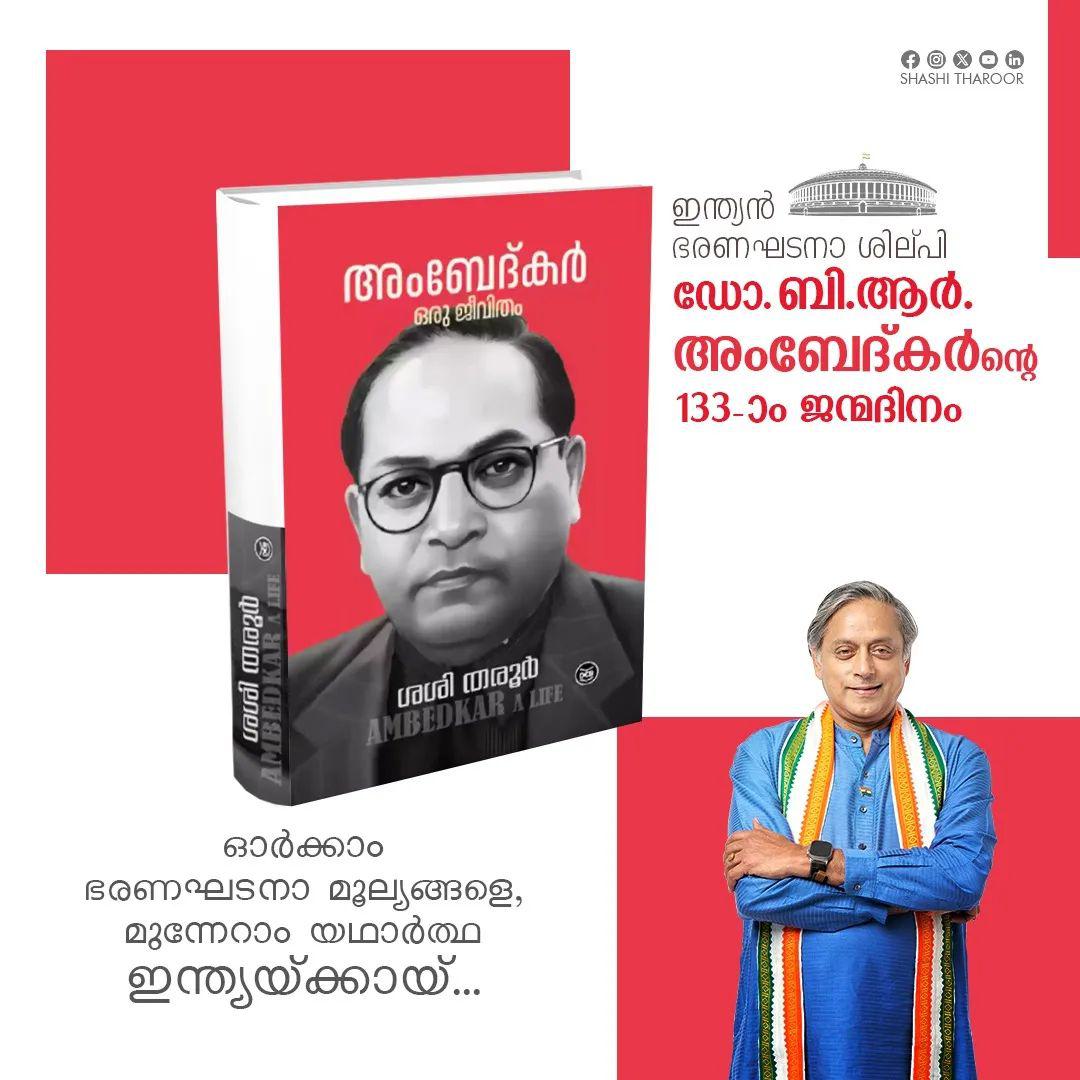 SHASHI THAROOR
ഇന്ത്യൻ
ഭരണഘടനാ ശില്പി
ഡോ. ബി.ആർ.
അംബേദ്കർന്റെ
133-ാം ജന്മദിനം
അംബേദ്കർ
ഒരു ജീവിതം
ശശി തരൂർ
AMBEDKAR A LIFE
ശശി തരൂർ
AMBEDKAR A LIFE
ഓർക്കാം
ഭരണഘടനാ മൂല്യങ്ങളെ,
മുന്നേറാം യഥാർത്ഥ
ഇന്ത്യയ്ക്കായ്...